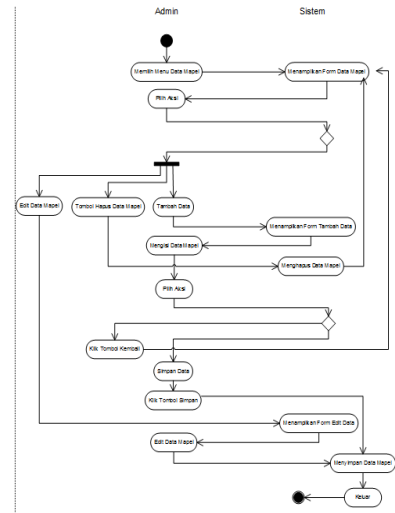 Admin
Sistem
Memilih Menu Data Mapel
Menampilkan Form Data Mapel
Pilih Aksi
Edit Data Mapel
Tombol Hapus Data Mapel
Tambah Data
Menampilkan Form Tambah Data
Mengisi Data Mapel
Menghapus Data Mapel
Pilih Aksi
Klik Tombol Kembali
Simpan Data
Klik Tombol Simpan
Menampilkan Form Edit Data
Edit Data Mapel
Menyimpan Data Mapel
Keluar